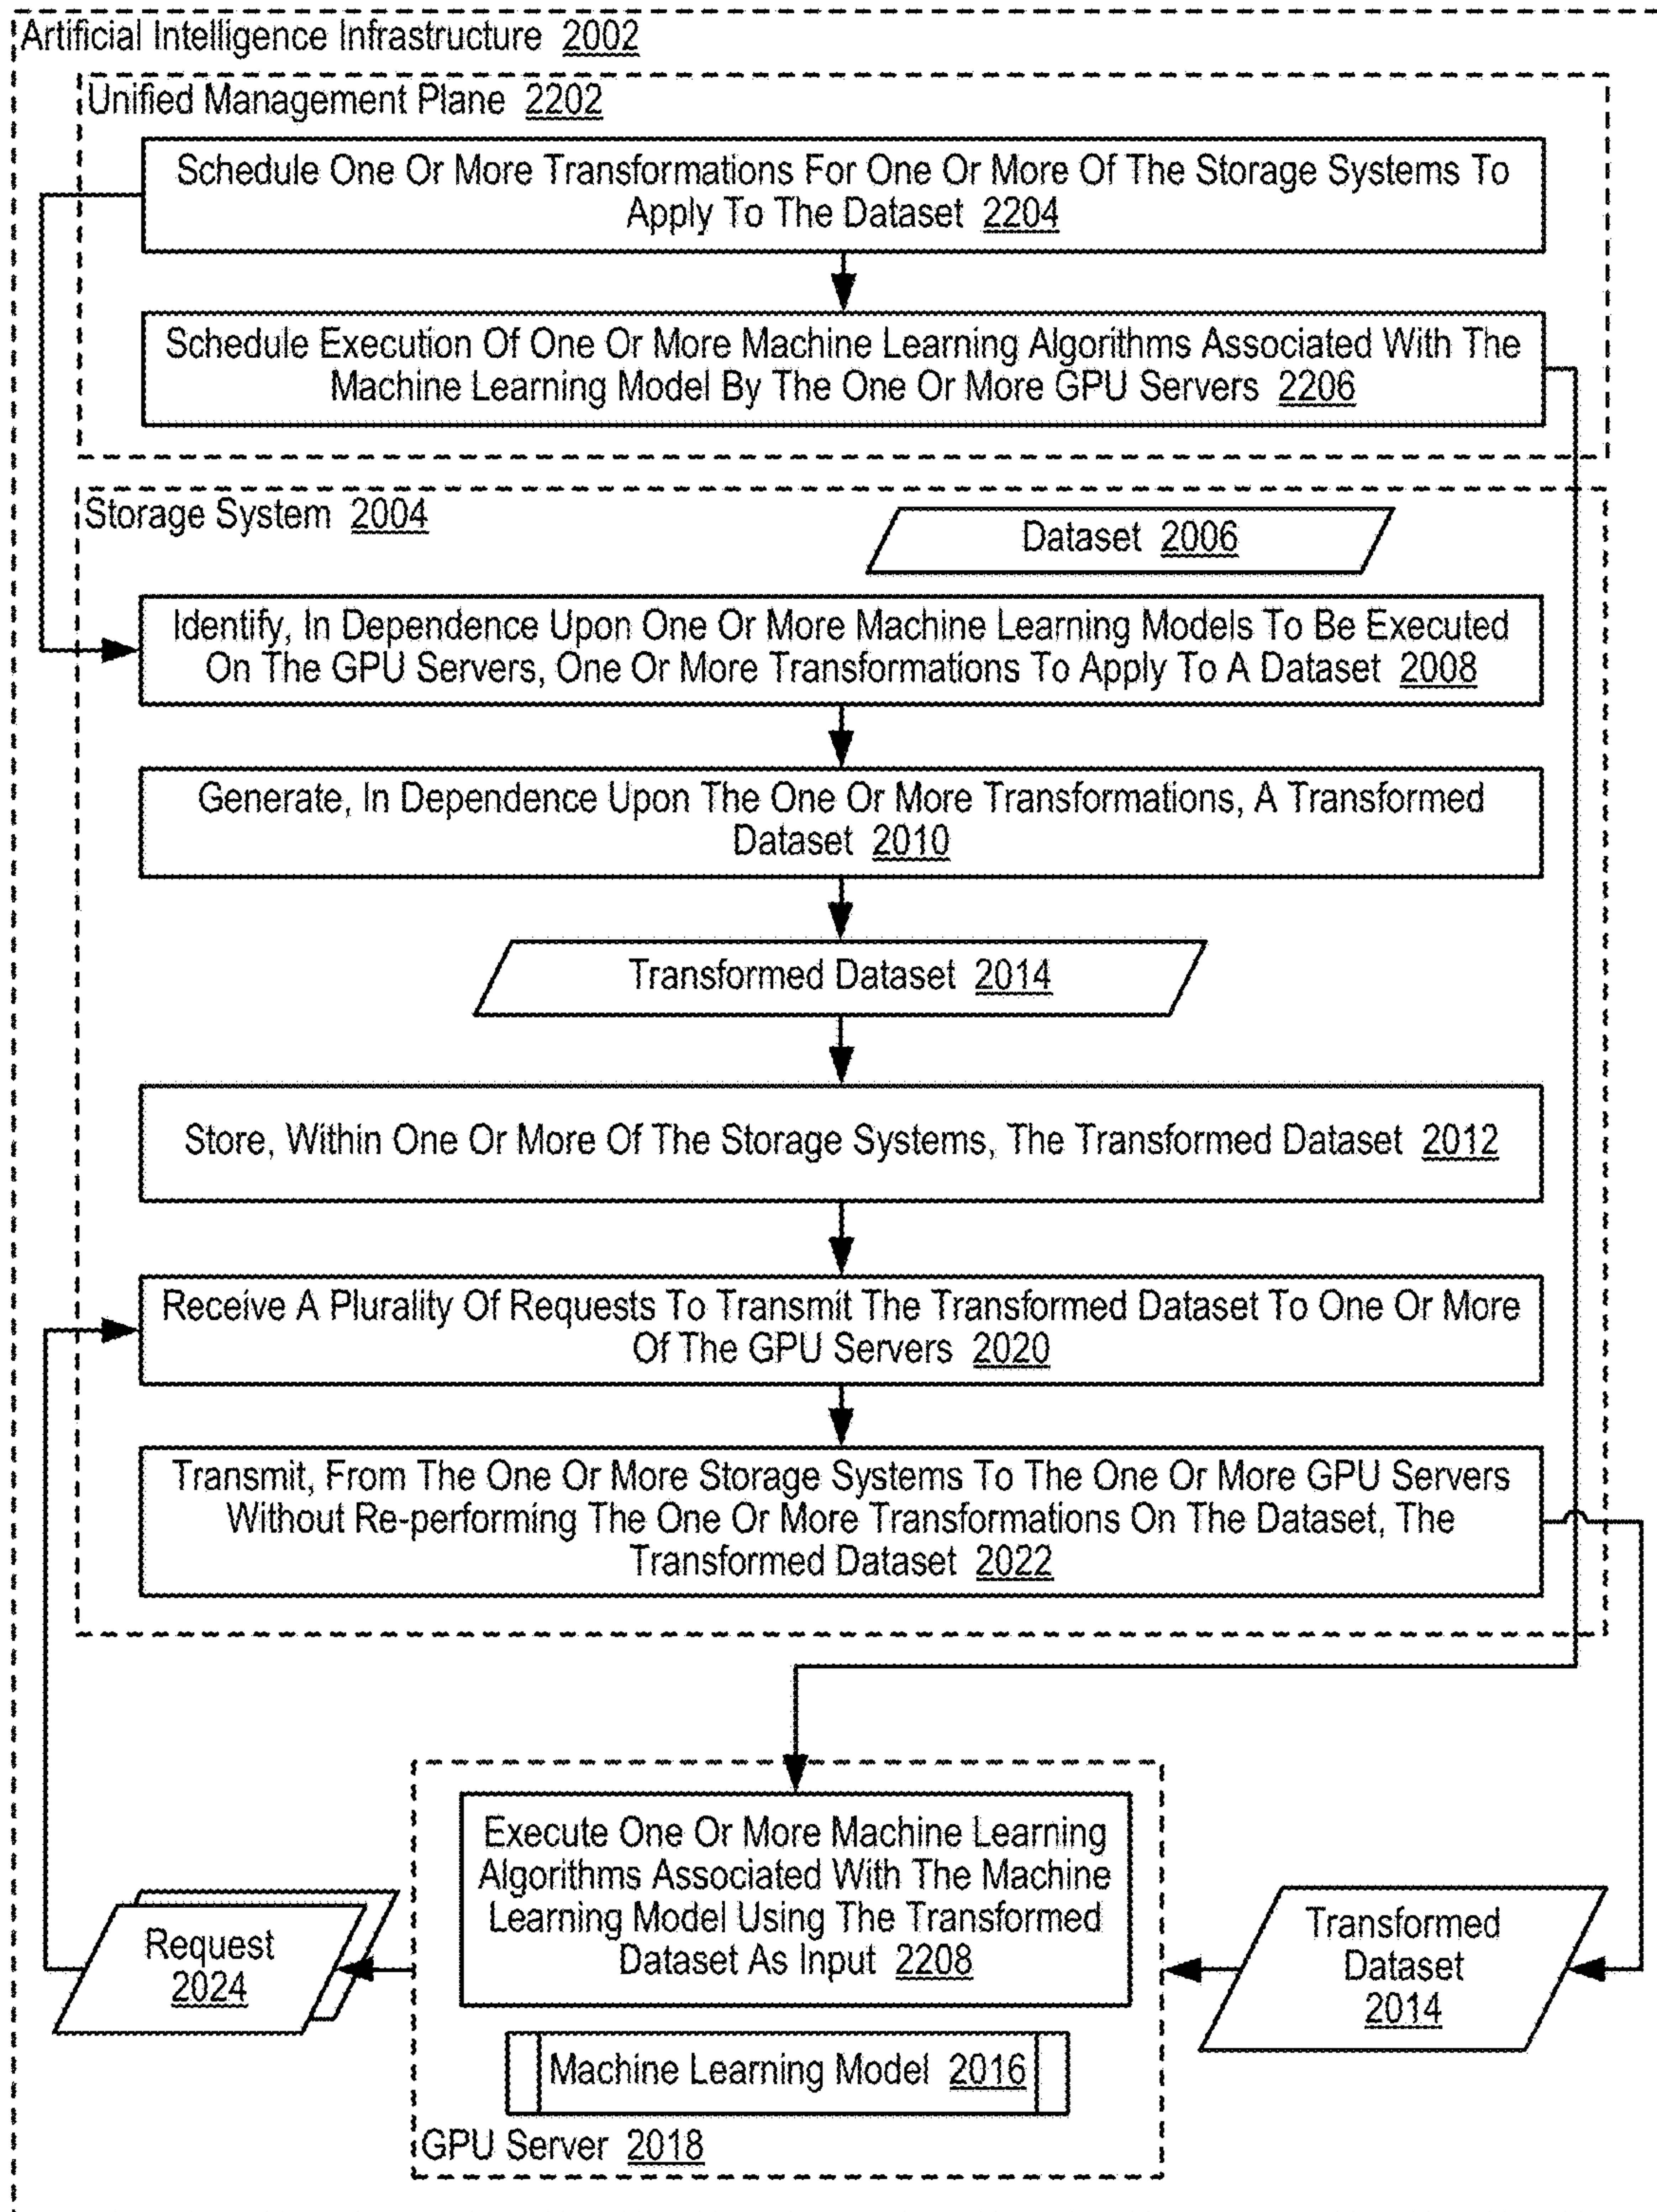 Artificial Intelligence Infrastructure 2002
Unified Management Plane 2202
Schedule One Or More Transformations For One Or More Of The Storage Systems To
Apply To The Dataset 2204
Schedule Execution Of One Or More Machine Learning Algorithms Associated With The
Machine Learning Model By The One Or More GPU Servers 2206
Storage System 2004
Dataset 2006
Identify, In Dependence Upon One Or More Machine Learning Models To Be Executed
On The GPU Servers, One Or More Transformations To Apply To A Dataset 2008
Generate, In Dependence Upon The One Or More Transformations, A Transformed
Dataset 2010
Transformed Dataset 2014
Store, Within One Or More Of The Storage Systems, The Transformed Dataset 2012
Receive A Plurality Of Requests To Transmit The Transformed Dataset To One Or More
Of The GPU Servers 2020
Transmit, From The One Or More Storage Systems To The One Or More GPU Servers
Without Re-performing The One Or More Transformations On The Dataset, The
Transformed Dataset 2022
Execute One Or More Machine Learning
Algorithms Associated With The Machine
Learning Model Using The Transformed
Dataset As Input 2208
Request
2024
Transformed
Dataset
2014
Machine Learning Model 2016
GPU Server 2018